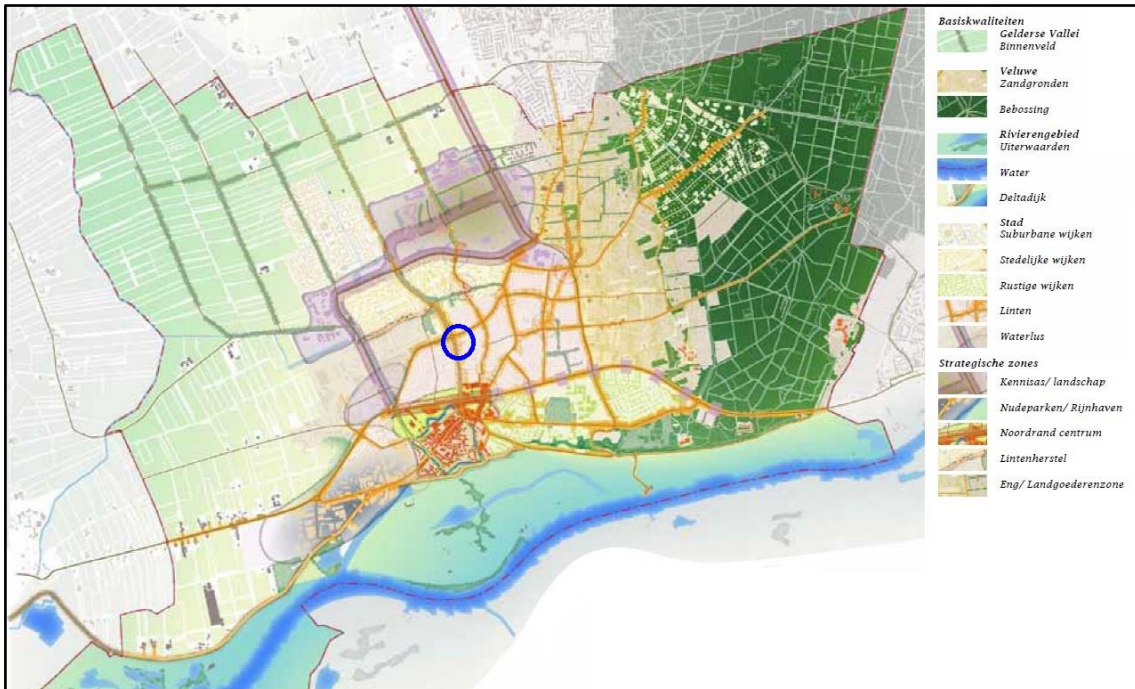 Basiskwaliteiten
Gelderse Vallei
Binnenveld
Veluwe
Zandgronden
Bebossing
Rivierengebied
Uiterwaarden
Water
Deltadijk
Stad
Suburbane wijken
Stedelijke wijken
Rustige wijken
Linten
Waterlus
Strategische zones
Kennisas/ landschap
Nudeparken/ Rijnhaven
Noordrand centrum
Lintenherstel
Eng/ Landgoederenzone